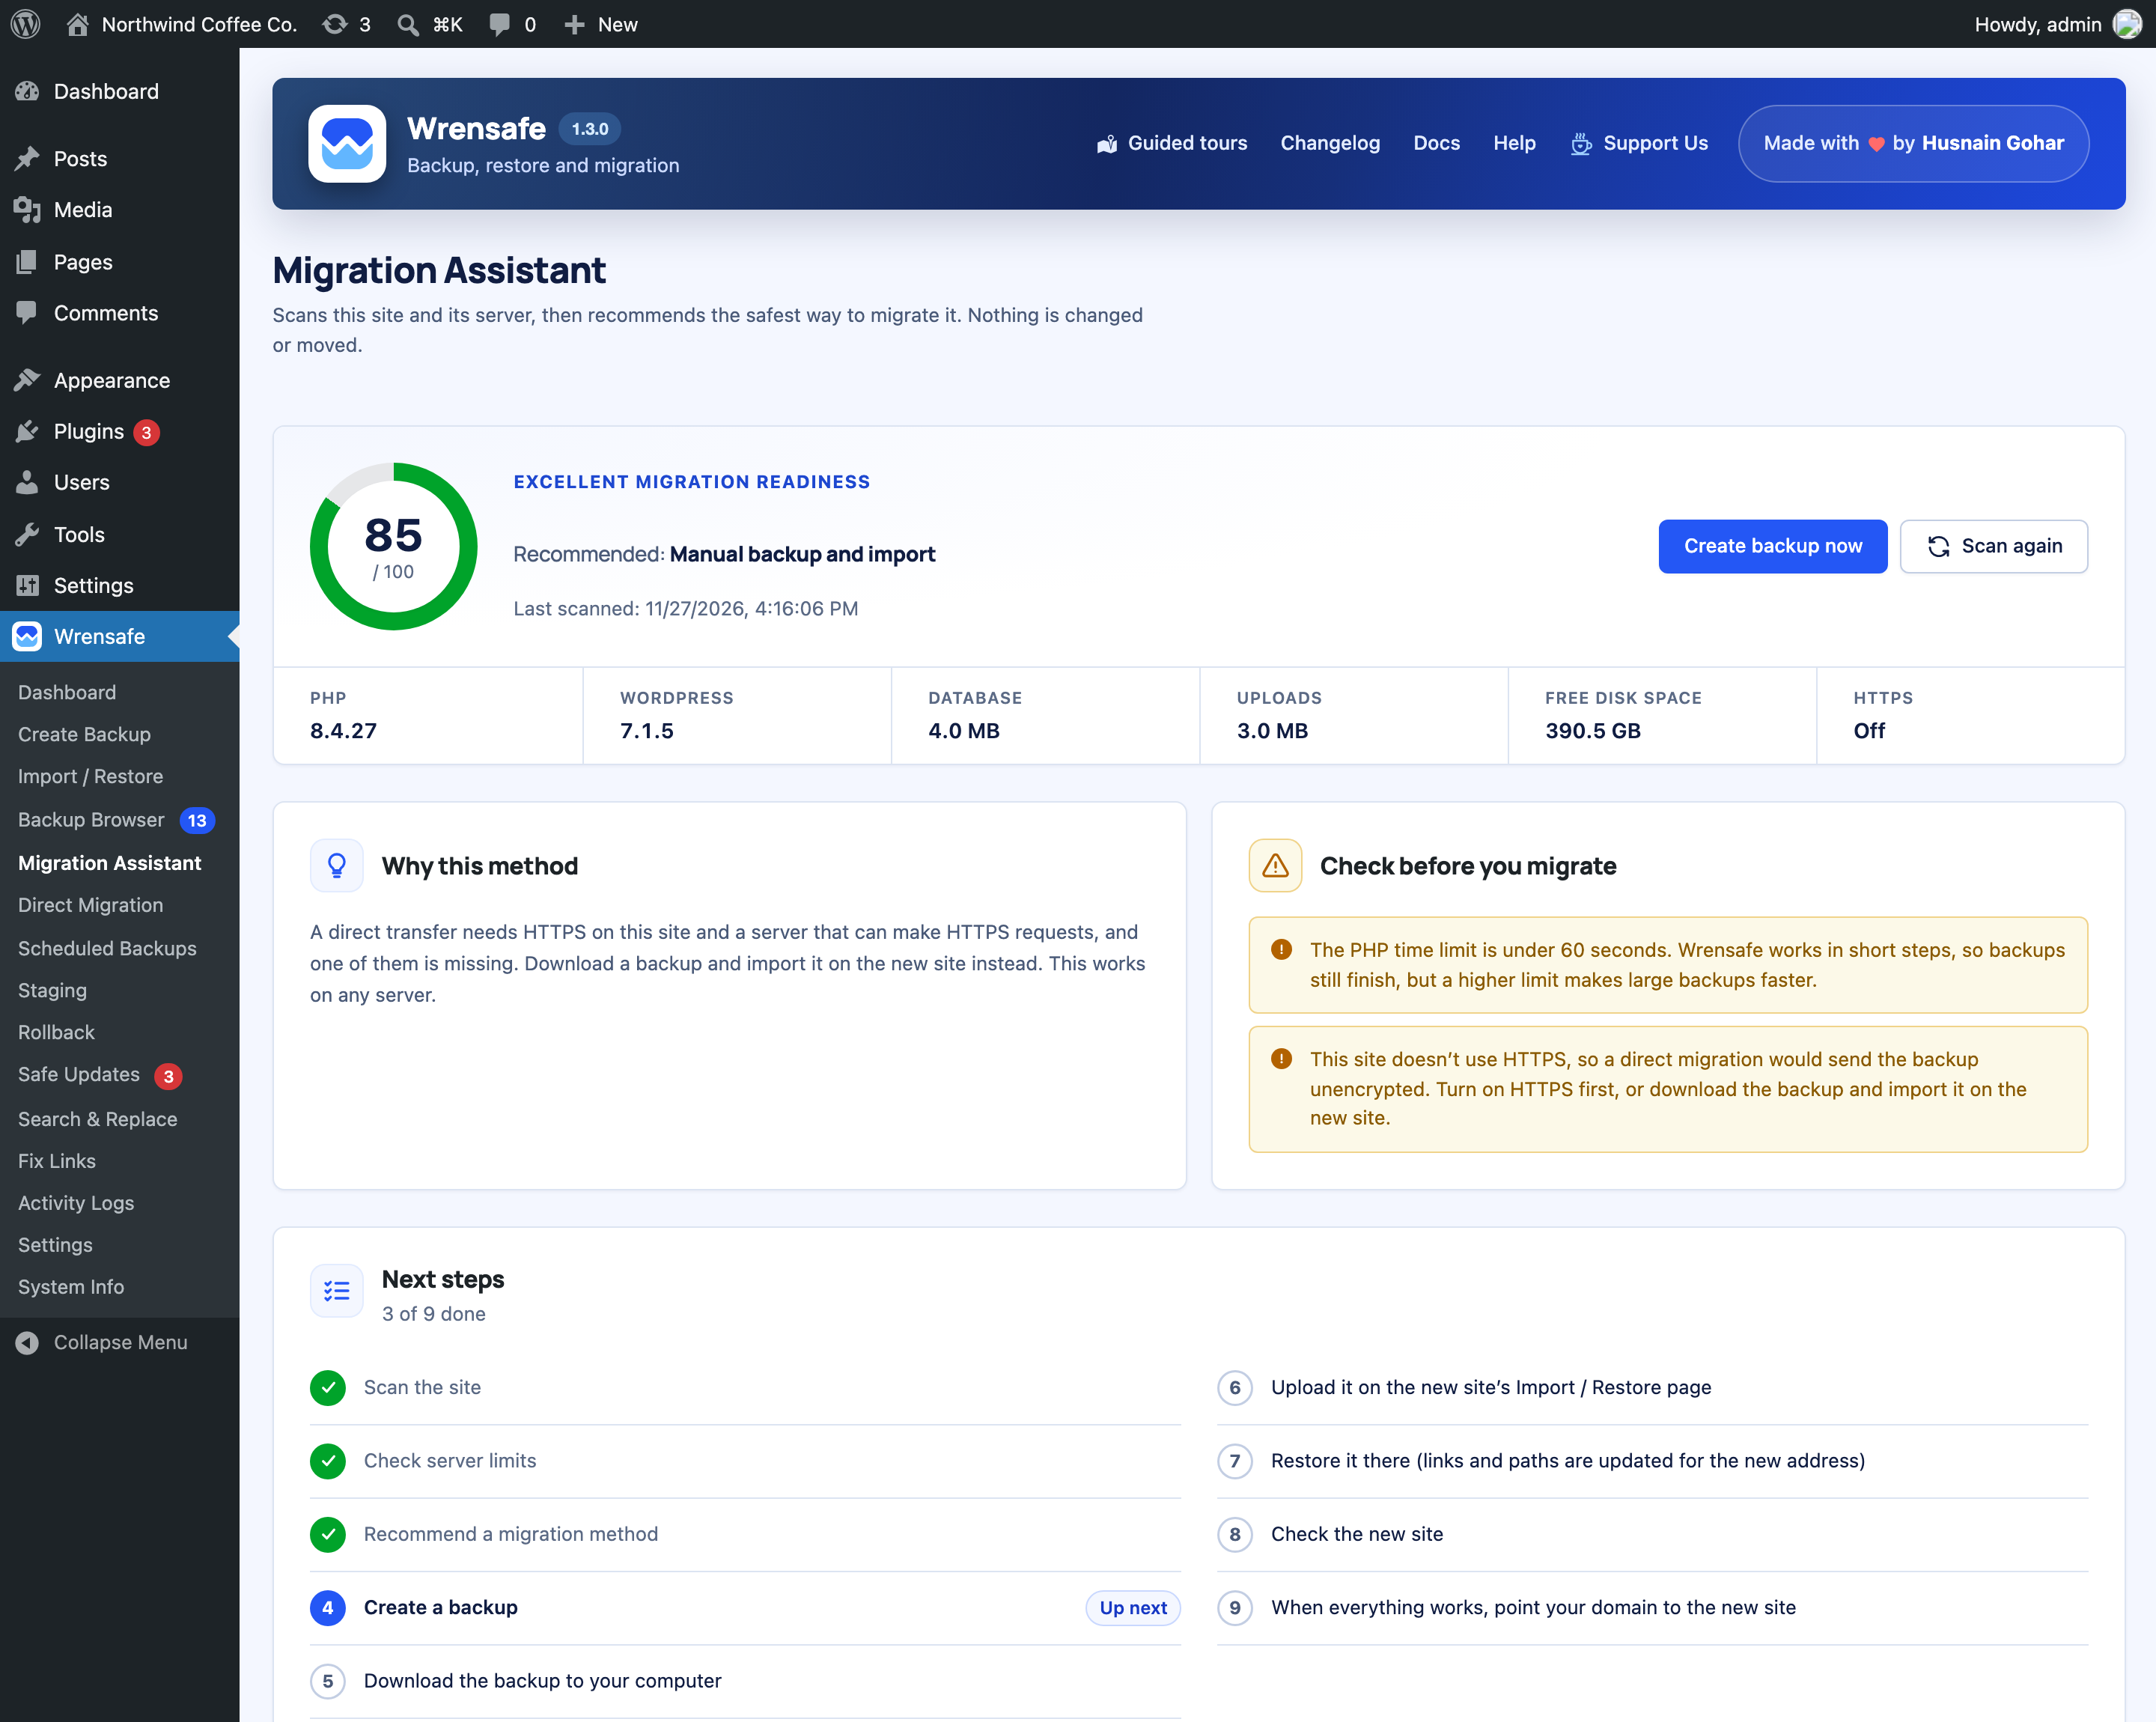 Northwind Coffee Co.
3
⌘K
0
New
Howdy, admin
Dashboard
Posts
Media
Pages
Comments
Appearance
Plugins 3
Users
Tools
Settings
Wrensafe
Dashboard
Create Backup
Import / Restore
Backup Browser 13
Migration Assistant
Direct Migration
Scheduled Backups
Staging
Rollback
Safe Updates 3
Search & Replace
Fix Links
Activity Logs
Settings
System Info
Collapse Menu
Wrensafe 1.3.0
Backup, restore and migration
Guided tours
Changelog
Docs
Help
Support Us
Made with ♥ by Husnain Gohar
Migration Assistant
Scans this site and its server, then recommends the safest way to migrate it. Nothing is changed
or moved.
85
/ 100
EXCELLENT MIGRATION READINESS
Recommended: Manual backup and import
Last scanned: 11/27/2026, 4:16:06 PM
Create backup now
Scan again
PHP
8.4.27
WORDPRESS
7.1.5
DATABASE
4.0 MB
UPLOADS
3.0 MB
FREE DISK SPACE
390.5 GB
HTTPS
Off
Why this method
A direct transfer needs HTTPS on this site and a server that can make HTTPS requests, and
one of them is missing. Download a backup and import it on the new site instead. This works
on any server.
Check before you migrate
The PHP time limit is under 60 seconds. Wrensafe works in short steps, so backups
still finish, but a higher limit makes large backups faster.
This site doesn’t use HTTPS, so a direct migration would send the backup
unencrypted. Turn on HTTPS first, or download the backup and import it on the
new site.
Next steps
3 of 9 done
Scan the site
Check server limits
Recommend a migration method
4 Create a backup Up next
5 Download the backup to your computer
6 Upload it on the new site’s Import / Restore page
7 Restore it there (links and paths are updated for the new address)
8 Check the new site
9 When everything works, point your domain to the new site